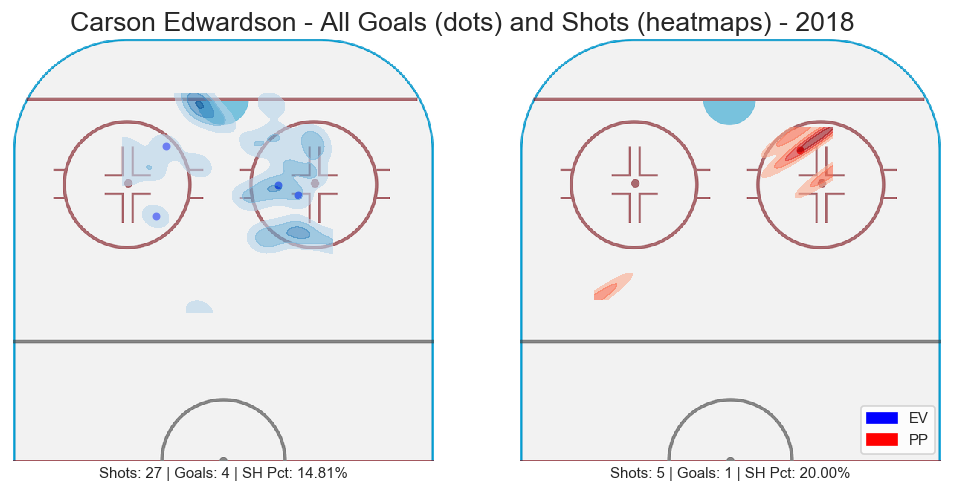 Carson Edwardson - All Goals (dots) and Shots (heatmaps) - 2018
EV
PP
Shots: 27 | Goals: 4 | SH Pct: 14.81%
Shots: 5 | Goals: 1 | SH Pct: 20.00%